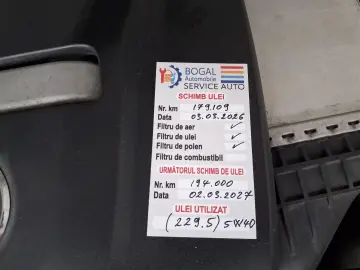 BOGAL
Automobile
SERVICE AUTO
SCHIMB ULEI
Nr. km 179.109
Data 03.03.2026
Filtru de aer ✓
Filtru de ulei ✓
Filtru de polen ✓
Filtru de combustibil
URMĂTORUL SCHIMB DE ULEI
Nr. km 194.000
Data 02.03.2027
ULEI UTILIZAT
(229.5) 5W40